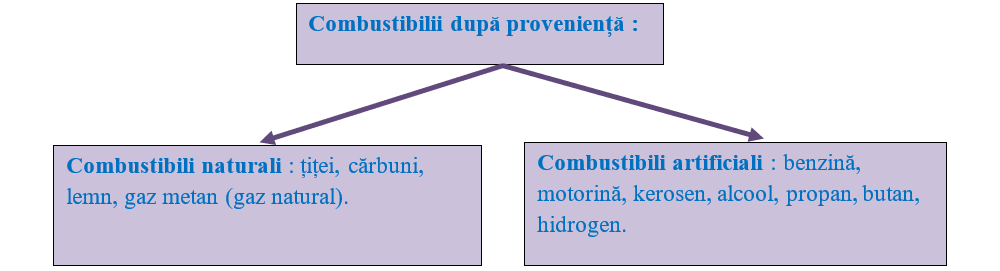 Combustibilii după proveniență :
Combustibili naturali : țiței, cărbuni,
lemn, gaz metan (gaz natural).
Combustibili artificiali : benzină,
motorină, kerosen, alcool, propan, butan,
hidrogen.